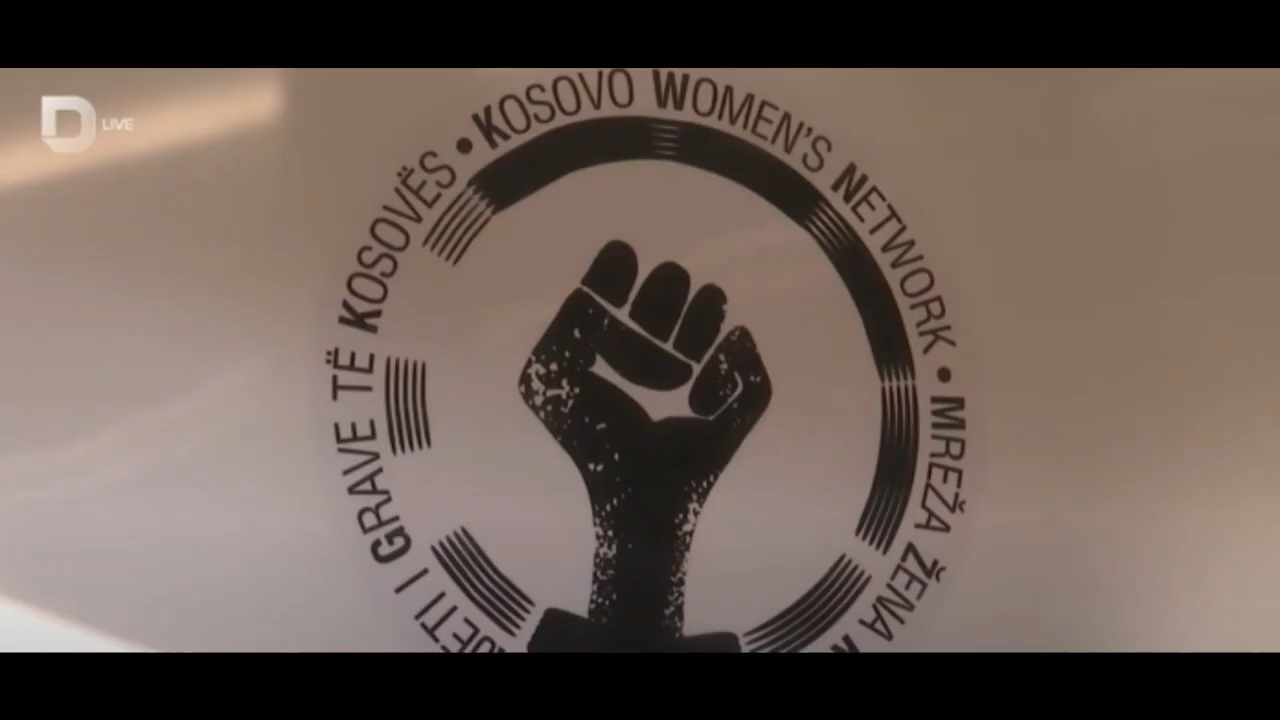 D LIVE
KOSOVO WOMEN'S NETWORK • MREŽA ŽENA
I GRAVE TË KOSOVËS •